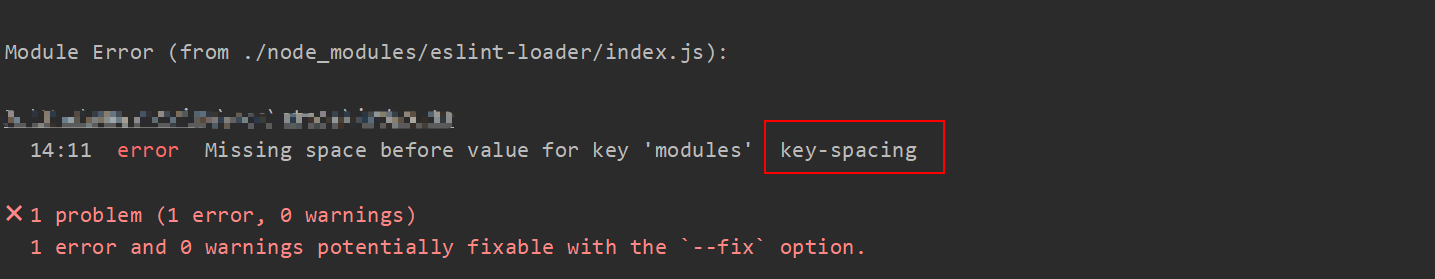 Module Error (from ./node_modules/eslint-loader/index.js):
14:11 error Missing space before value for key 'modules' key-spacing
✕ 1 problem (1 error, 0 warnings)
1 error and 0 warnings potentially fixable with the `--fix` option.